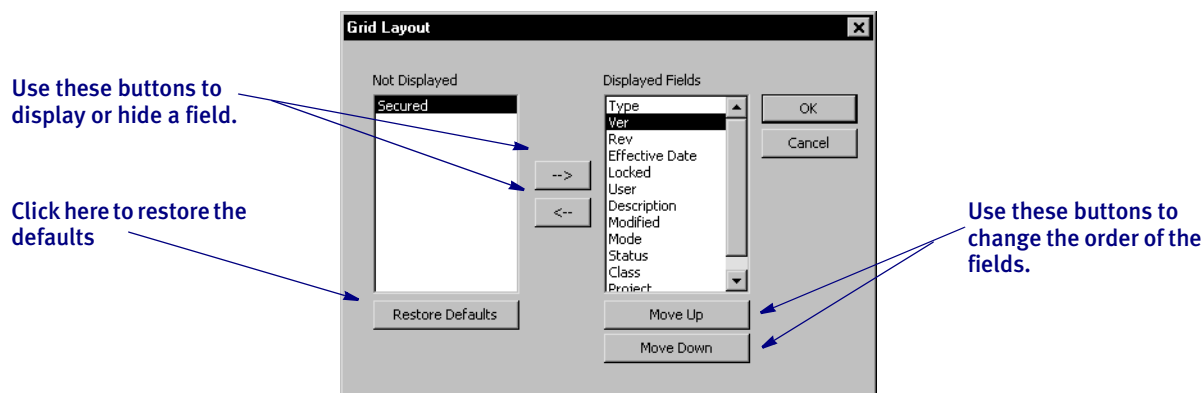 Grid Layout
Not Displayed
Displayed Fields
Use these buttons to
display or hide a field.
Secured
Type
Ver
Rev
Effective Date
Locked
User
Description
Modified
Mode
Status
Class
Project
OK
Cancel
-->
<--
Click here to restore the
defaults
Use these buttons to
change the order of the
fields.
Restore Defaults
Move Up
Move Down